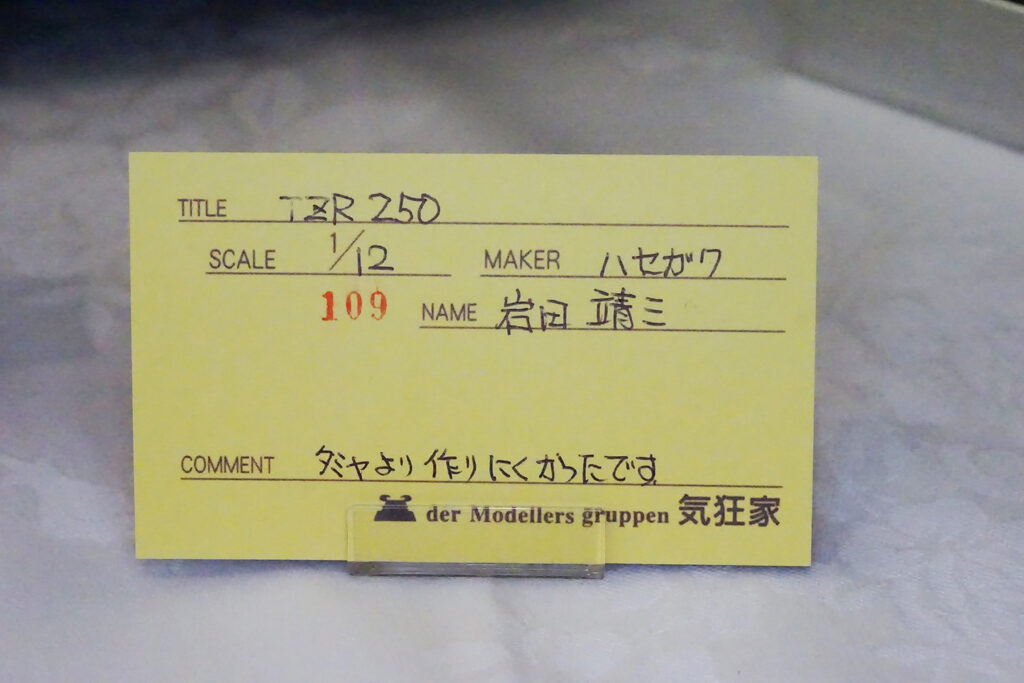 TITLE TZR 250
SCALE 1/12 MAKER ハセガワ
109 NAME 岩田 靖三
COMMENT タミヤより作りにくかったです
der Modellers gruppen 気狂家